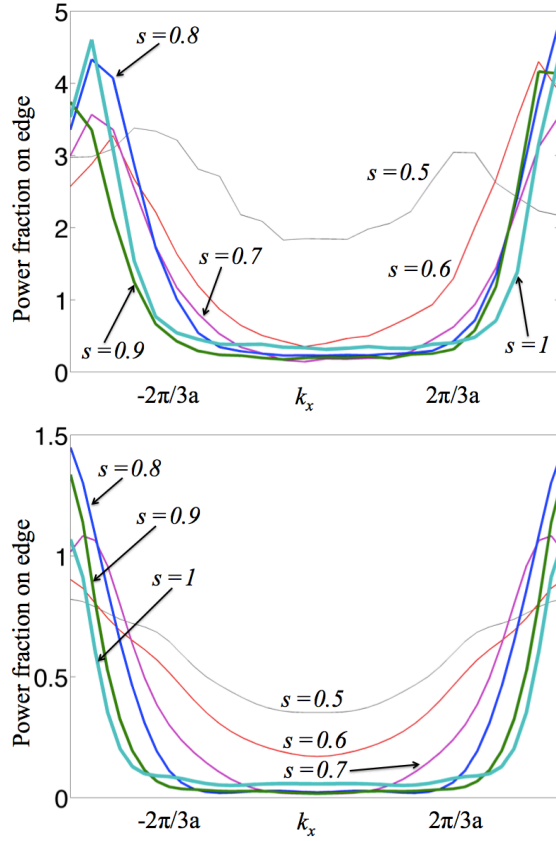 5
4
3
2
1
0
Power fraction on edge
s=0.8
s=0.5
s=0.7
s=0.6
s=0.9
s=1
-2π/3a
kx
2π/3a
1.5
1
0.5
0
Power fraction on edge
s=0.8
s=0.9
s=1
s=0.5
s=0.6
s=0.7
-2π/3a
kx
2π/3a